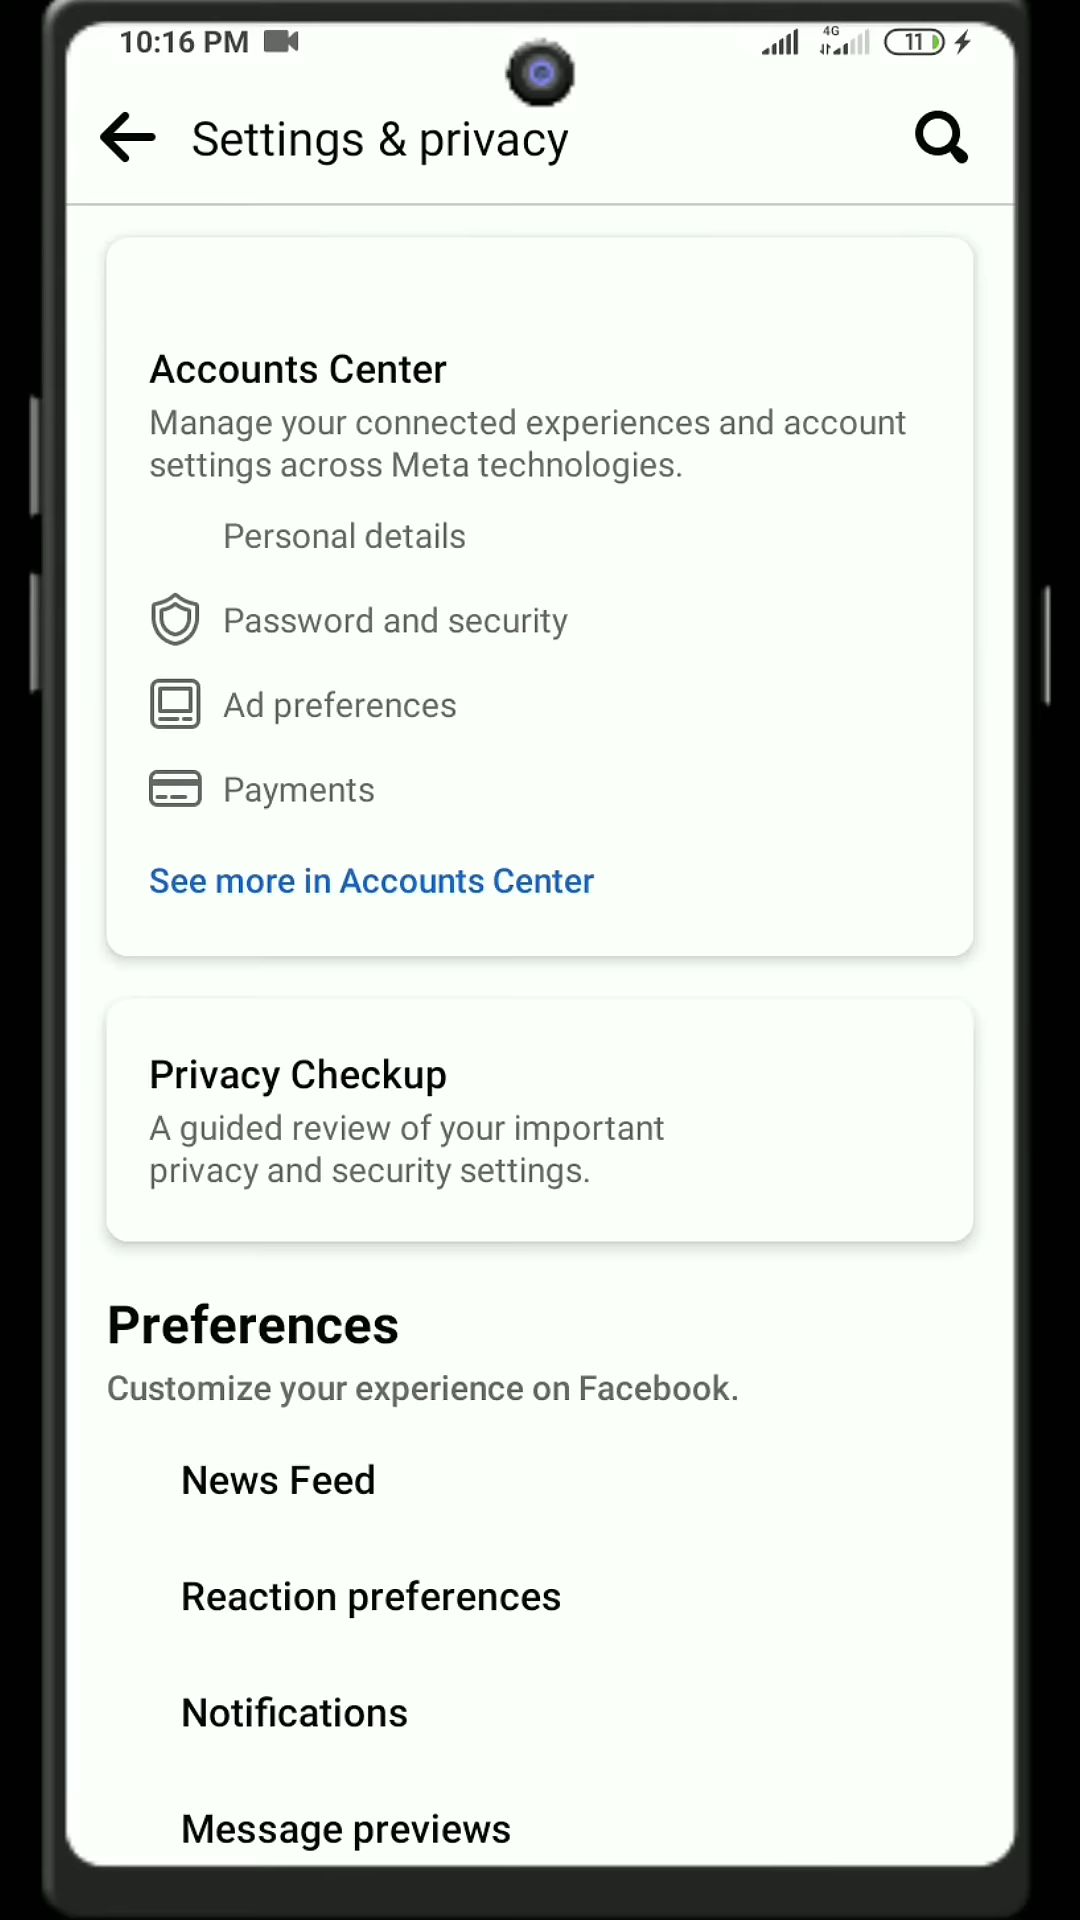 10:16 PM
4G
11
Settings & privacy
Accounts Center
Manage your connected experiences and account
settings across Meta technologies.
Personal details
Password and security
Ad preferences
Payments
See more in Accounts Center
Privacy Checkup
A guided review of your important
privacy and security settings.
Preferences
Customize your experience on Facebook.
News Feed
Reaction preferences
Notifications
Message previews